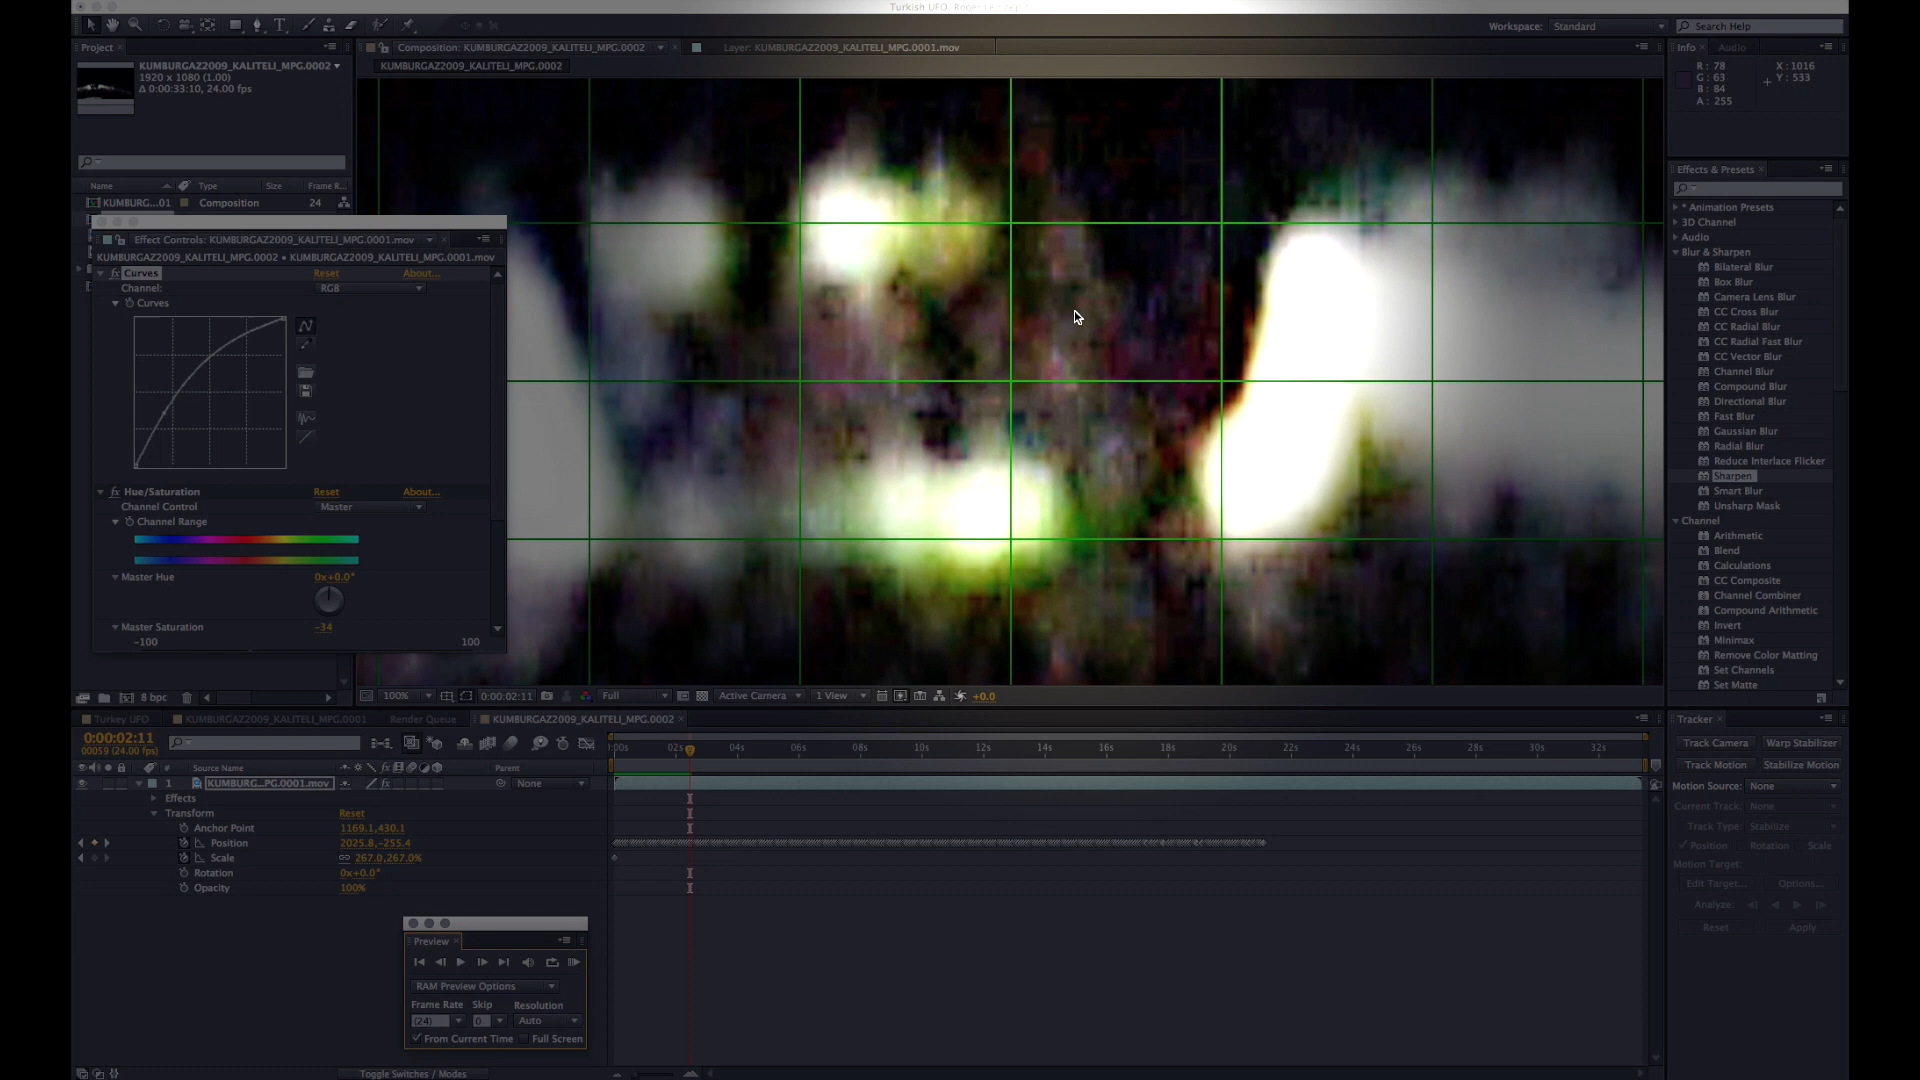 Turkish UFO. Roger
Workspace: Standard
Search Help
Project
KUMBURGAZ2009_KALITELI_MPG.0002
1920 x 1080 (1.00)
Δ 0:00:33:10, 24.00 fps
Name Type Size Frame R...
KUMBURG...01 Composition 24
Composition: KUMBURGAZ2009_KALITELI_MPG.0002
Layer: KUMBURGAZ2009_KALITELI_MPG.0001.mov
KUMBURGAZ2009_KALITELI_MPG.0002
Effect Controls: KUMBURGAZ2009_KALITELI_MPG.0001.mov
KUMBURGAZ2009_KALITELI_MPG.0002 • KUMBURGAZ2009_KALITELI_MPG.0001.mov
fx Curves Reset About...
Channel: RGB
Curves
fx Hue/Saturation Reset About...
Channel Control Master
Channel Range
Master Hue 0x+0.0°
Master Saturation -34
-100 100
8 bpc
100% 0:00:02:11 Full Active Camera 1 View +0.0
Info Audio
R: 78 X: 1016
G: 63 Y: 533
B: 84
A: 255
Effects & Presets
* Animation Presets
3D Channel
Audio
Blur & Sharpen
Bilateral Blur
Box Blur
Camera Lens Blur
CC Cross Blur
CC Radial Blur
CC Radial Fast Blur
CC Vector Blur
Channel Blur
Compound Blur
Directional Blur
Fast Blur
Gaussian Blur
Radial Blur
Reduce Interlace Flicker
Sharpen
Smart Blur
Unsharp Mask
Channel
Arithmetic
Blend
Calculations
CC Composite
Channel Combiner
Compound Arithmetic
Invert
Minimax
Remove Color Matting
Set Channels
Set Matte
Turkey UFO KUMBURGAZ2009_KALITELI_MPG.0001 Render Queue KUMBURGAZ2009_KALITELI_MPG.0002
0:00:02:11
00059 (24.00 fps)
:00s 02s 04s 06s 08s 10s 12s 14s 16s 18s 20s 22s 24s 26s 28s 30s 32s
# Source Name Parent
1 KUMBURG...PG.0001.mov None
Effects
Transform Reset
Anchor Point 1169.1,430.1
Position 2025.8,-255.4
Scale 267.0,267.0%
Rotation 0x+0.0°
Opacity 100%
Preview
RAM Preview Options
Frame Rate Skip Resolution
(24) 0 Auto
From Current Time Full Screen
Toggle Switches / Modes
Tracker
Track Camera Warp Stabilizer
Track Motion Stabilize Motion
Motion Source: None
Current Track: None
Track Type: Stabilize
Position Rotation Scale
Motion Target:
Edit Target... Options...
Analyze:
Reset Apply